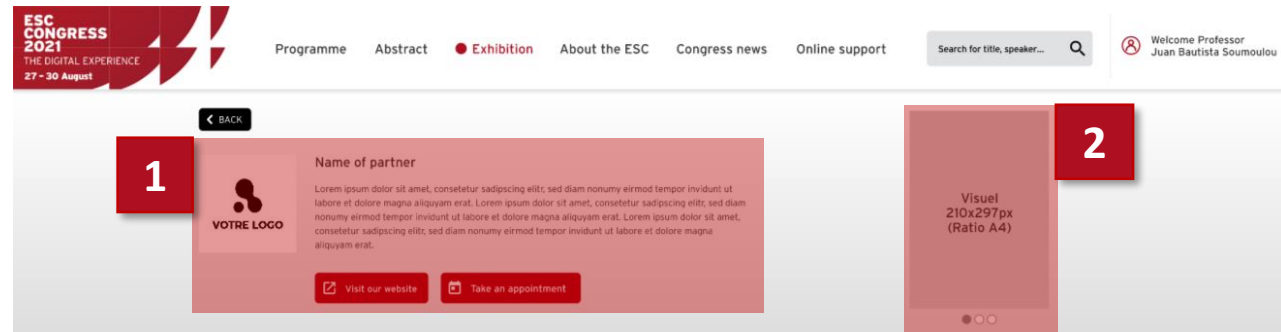 ESC
CONGRESS
2021
THE DIGITAL EXPERIENCE
27 – 30 August
Programme
Abstract
Exhibition
About the ESC
Congress news
Online support
Search for title, speaker...
Welcome Professor
Juan Bautista Soumoulou
BACK
1
VOTRE LOGO
Name of partner
Lorem ipsum dolor sit amet, consetetur sadipscing elitr, sed diam nonumy eirmod tempor invidunt ut
labore et dolore magna aliquyam erat. Lorem ipsum dolor sit amet, consetetur sadipscing elitr, sed diam
nonumy eirmod tempor invidunt ut labore et dolore magna aliquyam erat. Lorem ipsum dolor sit amet,
consetetur sadipscing elitr, sed diam nonumy eirmod tempor invidunt ut labore et dolore magna
aliquyam erat.
Visit our website
Take an appointment
2
Visuel
210x297px
(Ratio A4)